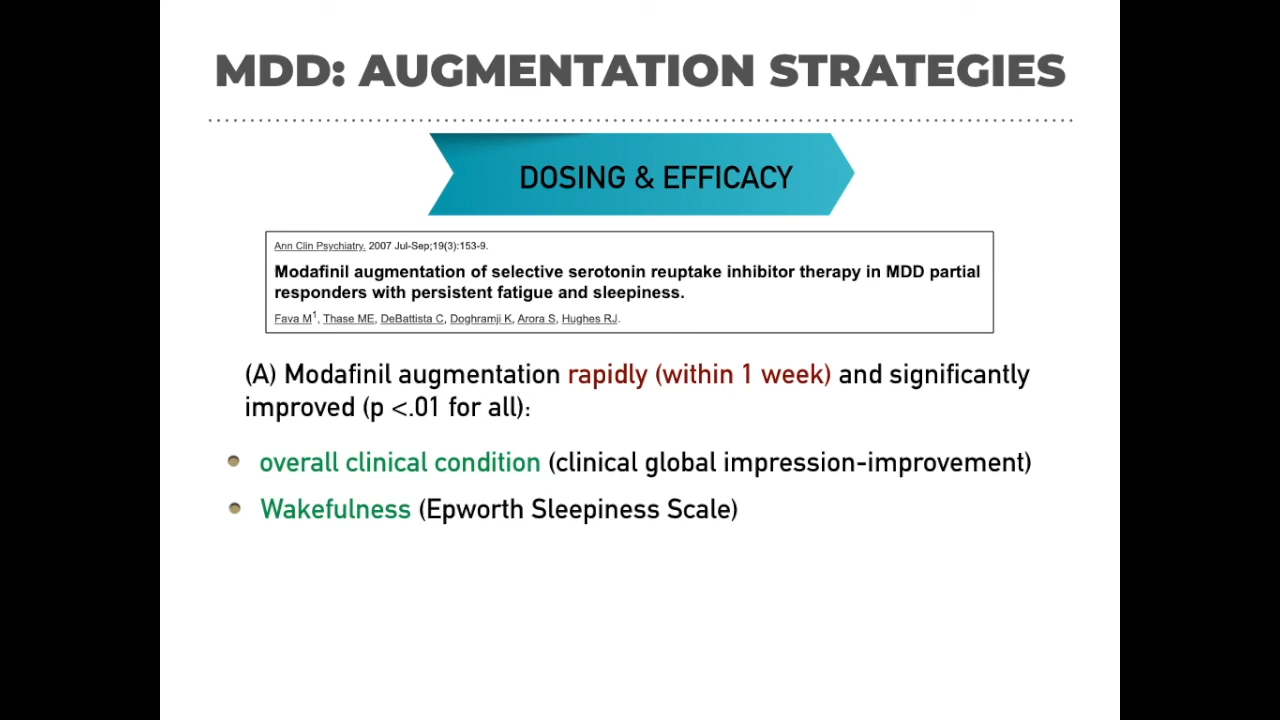 MDD: AUGMENTATION STRATEGIES
DOSING & EFFICACY
Ann Clin Psychiatry. 2007 Jul-Sep;19(3):153-9.
Modafinil augmentation of selective serotonin reuptake inhibitor therapy in MDD partial
responders with persistent fatigue and sleepiness.
Fava M1, Thase ME, DeBattista C, Doghramji K, Arora S, Hughes RJ.
(A) Modafinil augmentation rapidly (within 1 week) and significantly
improved (p <.01 for all):
• overall clinical condition (clinical global impression-improvement)
• Wakefulness (Epworth Sleepiness Scale)